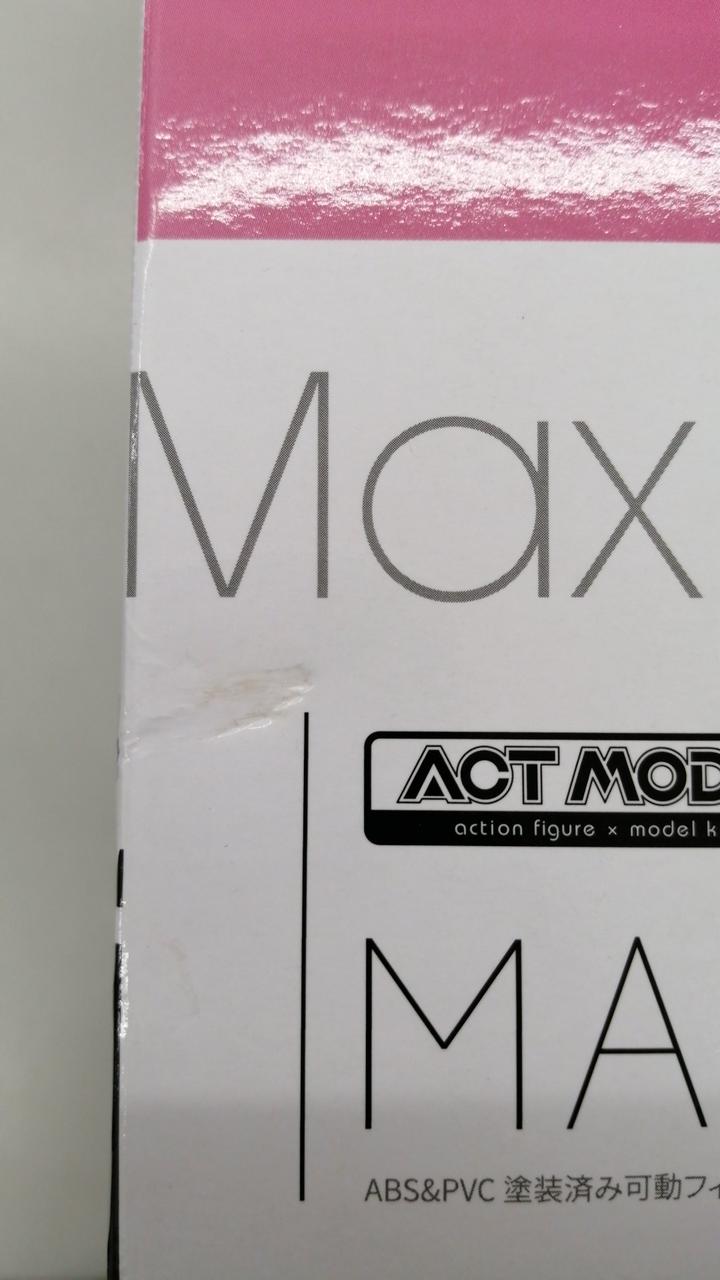 Max
ACT MOD
action figure × model k
MA
ABS&PVC 塗装済み可動フィ